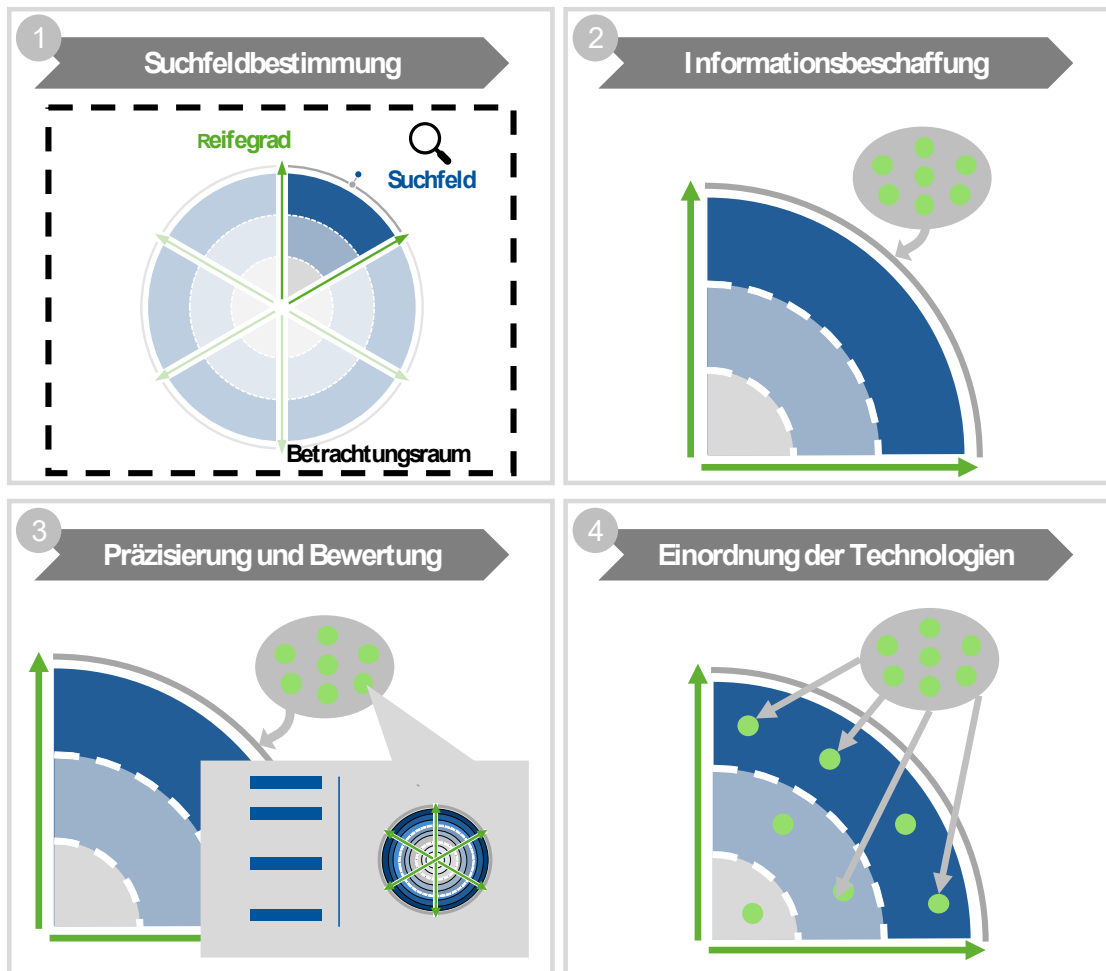 1
Suchfeldbestimmung
Reifegrad
Suchfeld
Betrachtungsraum
2
Informationsbeschaffung
3
Präzisierung und Bewertung
4
Einordnung der Technologien